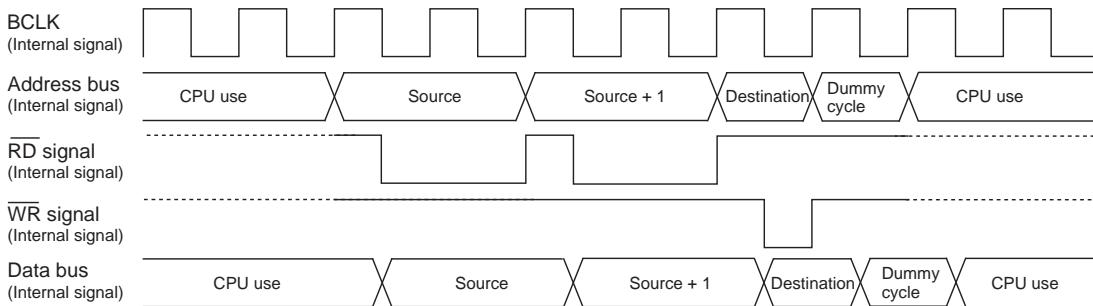 BCLK
(Internal signal)
Address bus
(Internal signal)
CPU use
Source
Source + 1
Destination
Dummy
cycle
CPU use
RD signal
(Internal signal)
WR signal
(Internal signal)
Data bus
(Internal signal)
CPU use
Source
Source + 1
Destination
Dummy
cycle
CPU use